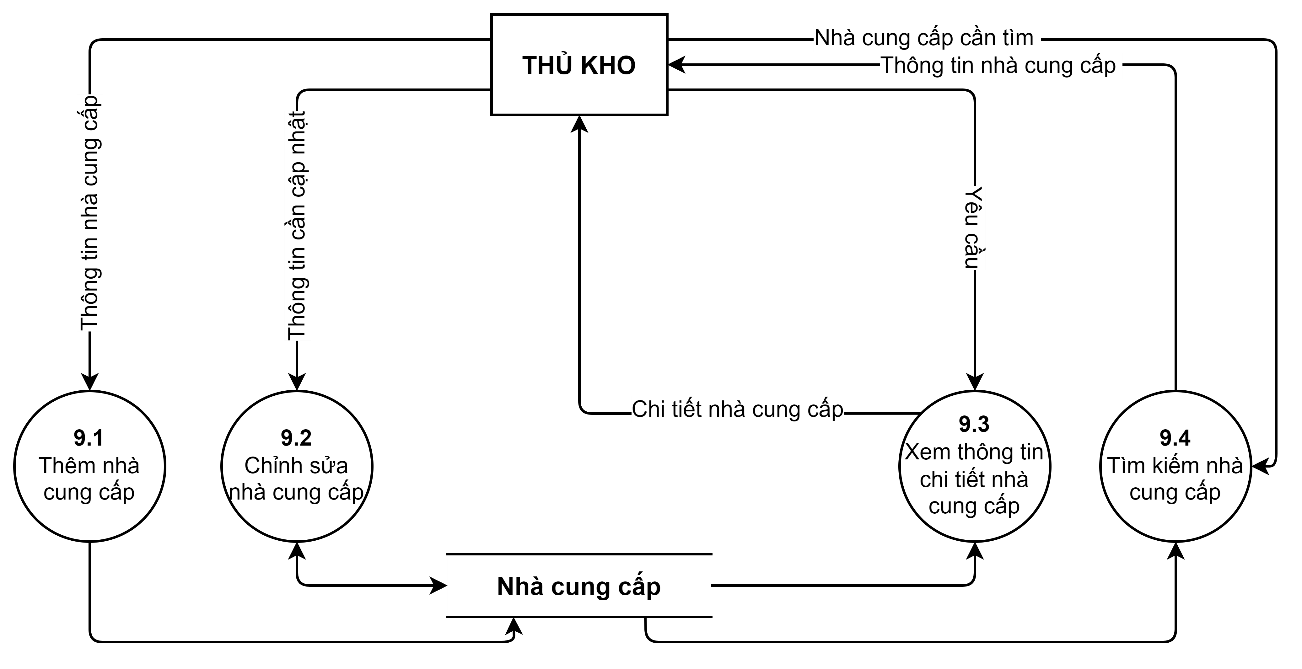 THỦ KHO
Nhà cung cấp cần tìm
Thông tin nhà cung cấp
Thông tin nhà cung cấp
Thông tin cần cập nhật
Yêu cầu
Chi tiết nhà cung cấp
9.1
Thêm nhà
cung cấp
9.2
Chỉnh sửa
nhà cung cấp
9.3
Xem thông tin
chi tiết nhà
cung cấp
9.4
Tìm kiếm nhà
cung cấp
Nhà cung cấp